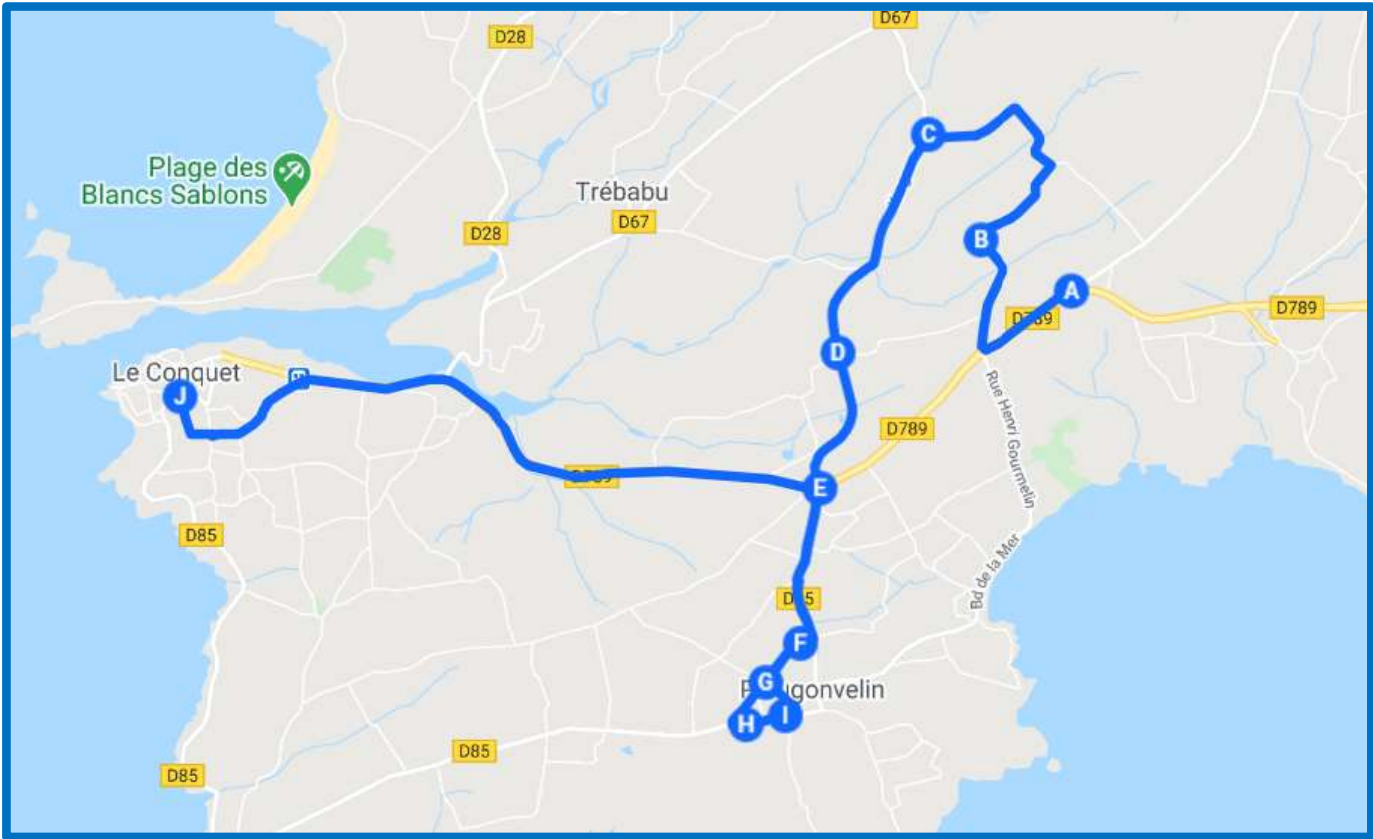 D67
D28
C
Plage des
Blancs Sablons
Trébabu
D67
D28
B
A
D789
D789
D
Le Conquet
J
Rue Henri Gourmelin
D789
D789
E
D85
Bd de la Mer
F
G
H
I
D85
D85